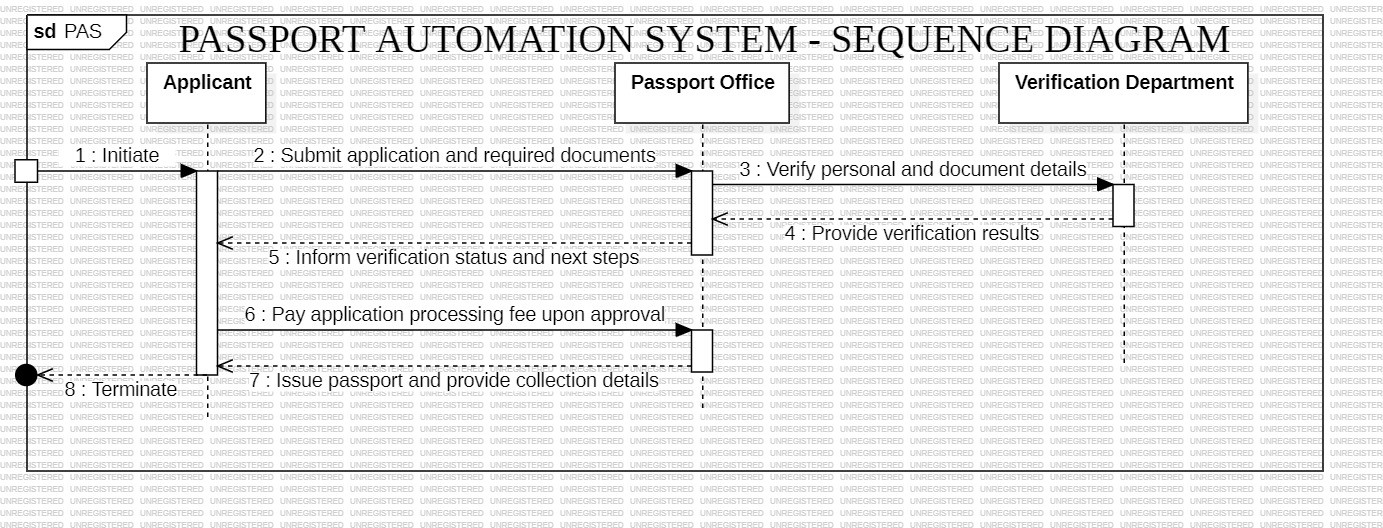 sd PAS
PASSPORT AUTOMATION SYSTEM - SEQUENCE DIAGRAM
Applicant
Passport Office
Verification Department
1 : Initiate
2 : Submit application and required documents
3 : Verify personal and document details
4 : Provide verification results
5 : Inform verification status and next steps
6 : Pay application processing fee upon approval
7 : Issue passport and provide collection details
8 : Terminate
UNREGISTERED